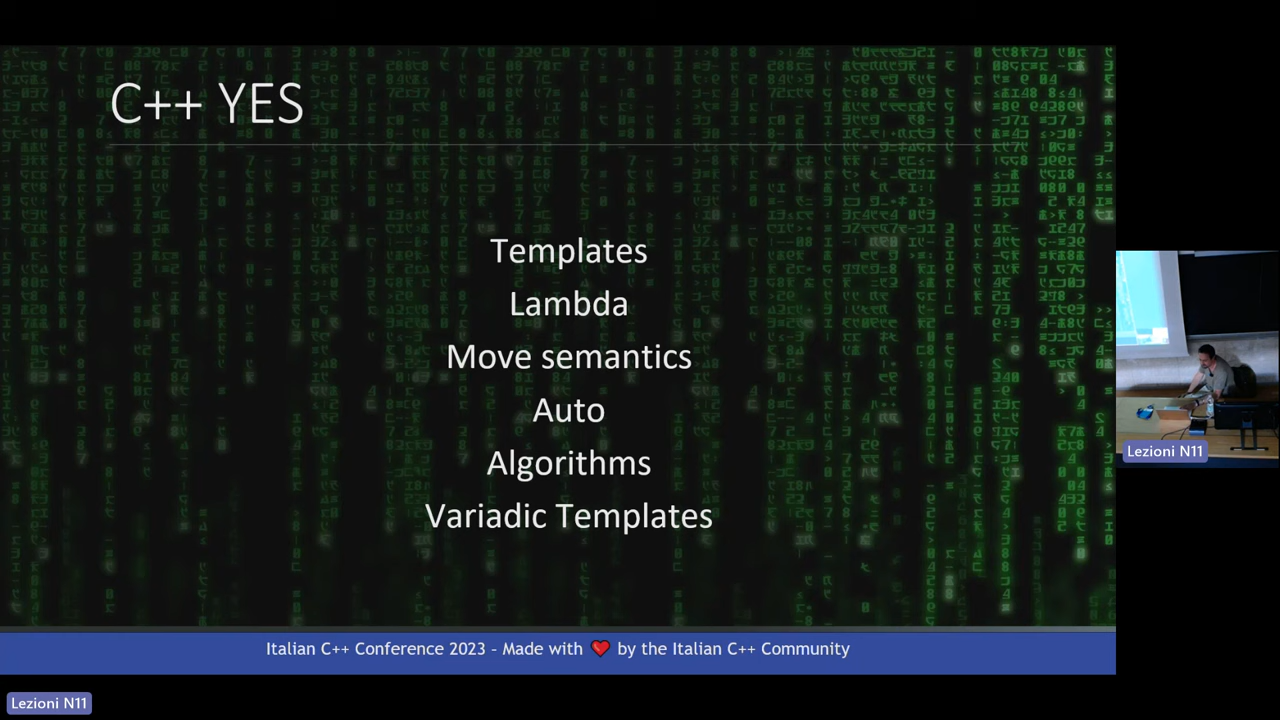 C++ YES
Templates
Lambda
Move semantics
Auto
Algorithms
Variadic Templates
Italian C++ Conference 2023 - Made with ❤ by the Italian C++ Community
Lezioni N11
Lezioni N11